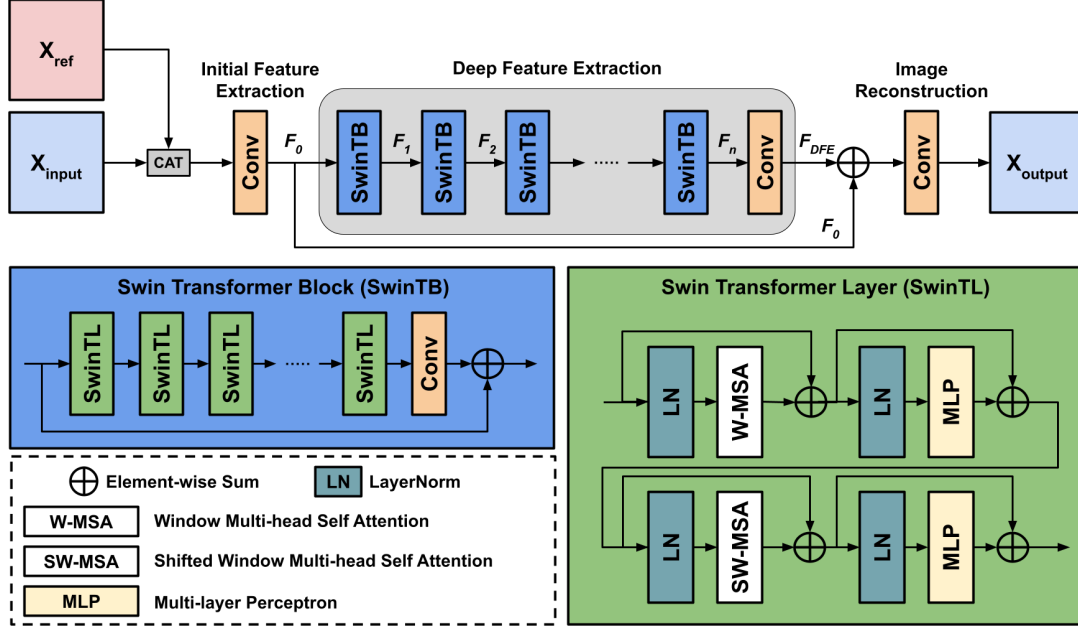 X_ref
X_input
CAT
Initial Feature
Extraction
Conv
F_0
Deep Feature Extraction
SwinTB
F_1
SwinTB
F_2
SwinTB
......
SwinTB
F_n
Conv
F_DFE
F_0
Image
Reconstruction
Conv
X_output
Swin Transformer Block (SwinTB)
SwinTL
SwinTL
SwinTL
......
SwinTL
Conv
Element-wise Sum
LN
LayerNorm
W-MSA
Window Multi-head Self Attention
SW-MSA
Shifted Window Multi-head Self Attention
MLP
Multi-layer Perceptron
Swin Transformer Layer (SwinTL)
LN
W-MSA
LN
MLP
LN
SW-MSA
LN
MLP